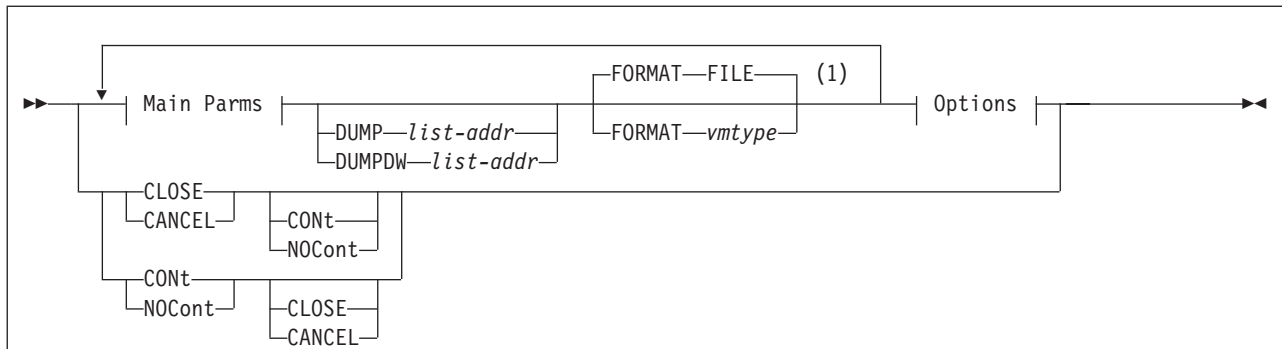 FORMAT FILE (1)
Main Parms Options
DUMP list-addr FORMAT vmtype
DUMPDW list-addr
CLOSE
CANCEL CONt
NOCont
CONt
NOCont CLOSE
CANCEL